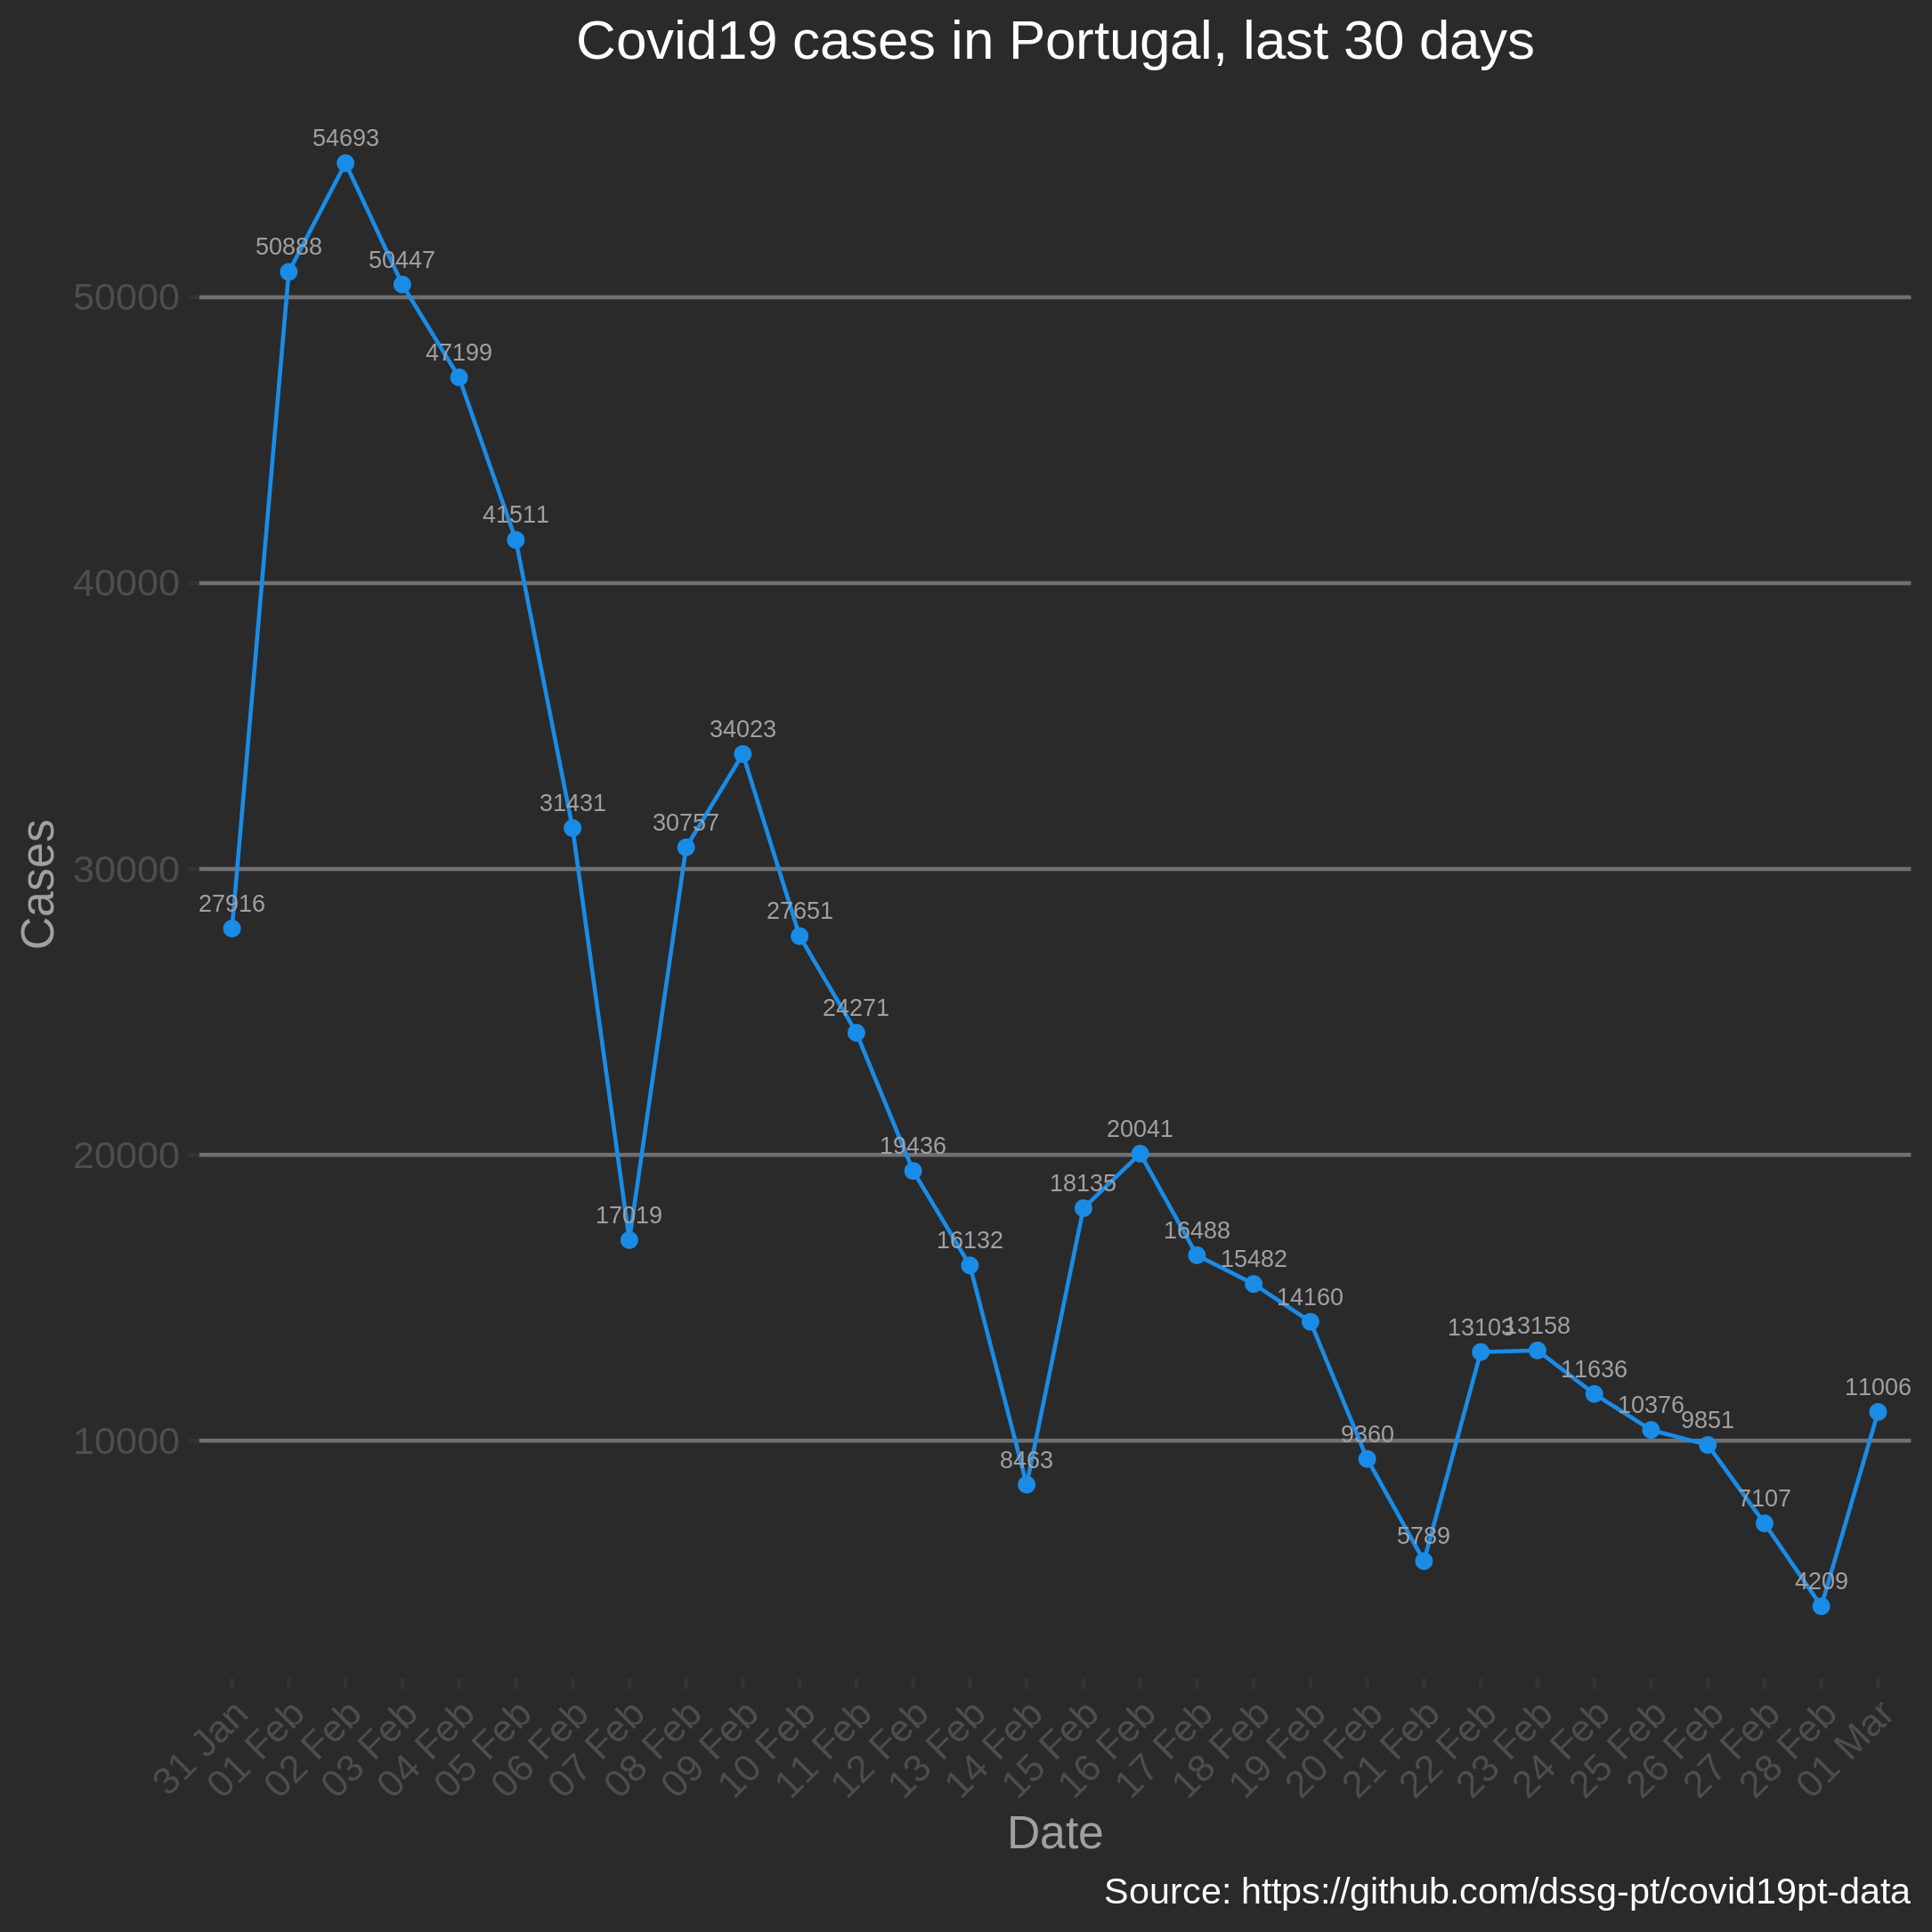 Covid19 cases in Portugal, last 30 days
54693
50888
50447
50000
47199
41511
40000
34023
31431
30757
30000
27916
27651
24271
20041
20000
19436
18135
17019
16132
16488
15482
14160
13103
13158
11636
11006
10376
9851
10000
9360
8463
7107
5789
4209
Cases
31 Jan
01 Feb
02 Feb
03 Feb
04 Feb
05 Feb
06 Feb
07 Feb
08 Feb
09 Feb
10 Feb
11 Feb
12 Feb
13 Feb
14 Feb
15 Feb
16 Feb
17 Feb
18 Feb
19 Feb
20 Feb
21 Feb
22 Feb
23 Feb
24 Feb
25 Feb
26 Feb
27 Feb
28 Feb
01 Mar
Date
Source: https://github.com/dssg-pt/covid19pt-data